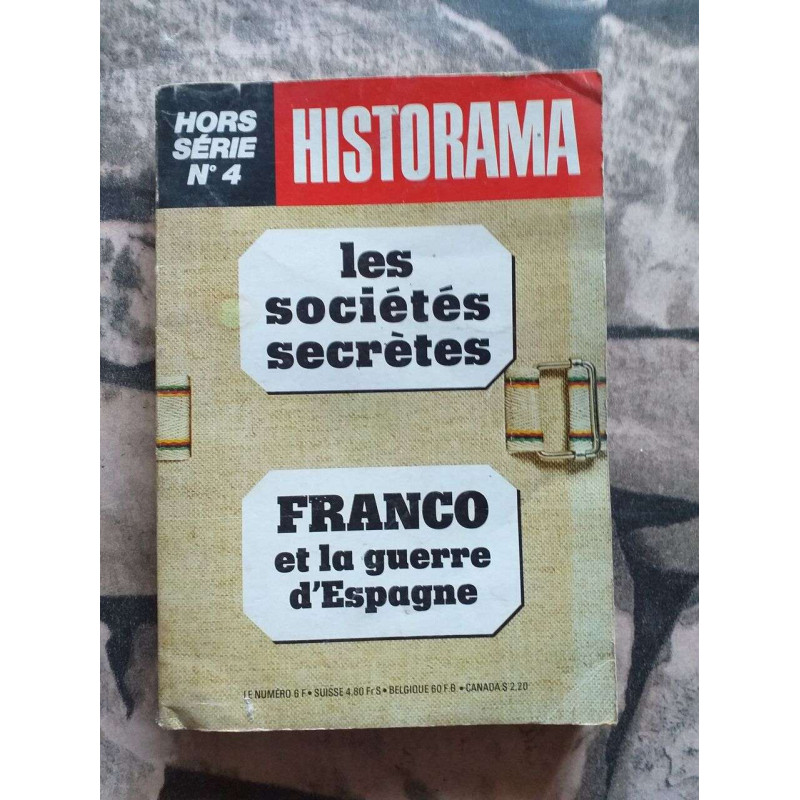 HORS
SÉRIE
N° 4
HISTORAMA
les
sociétés
secrètes
FRANCO
et la guerre
d'Espagne
LE NUMÉRO 6 F • SUISSE 4,80 Fr S • BELGIQUE 60 F B • CANADA $ 2,20